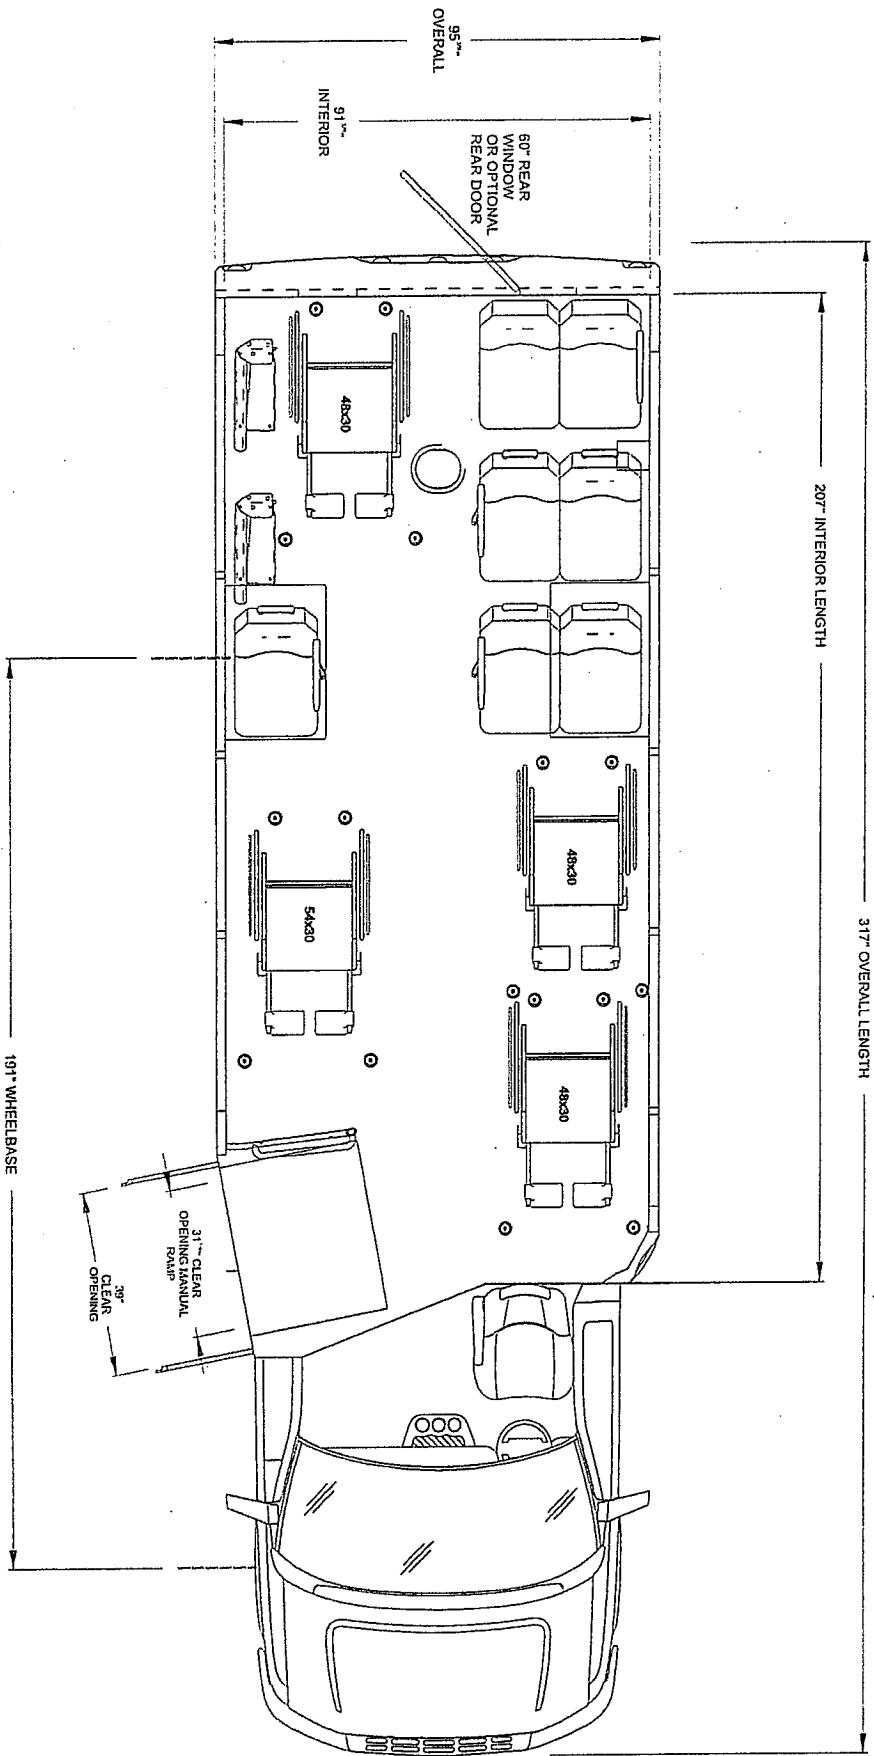 95"
OVERALL
91"
INTERIOR
60" REAR
WINDOW
OR OPTIONAL
REAR DOOR
207" INTERIOR LENGTH
317" OVERALL LENGTH
48x30
48x30
54x30
48x30
31" CLEAR
OPENING MANUAL
RAMP
39"
CLEAR
OPENING
191" WHEELBASE